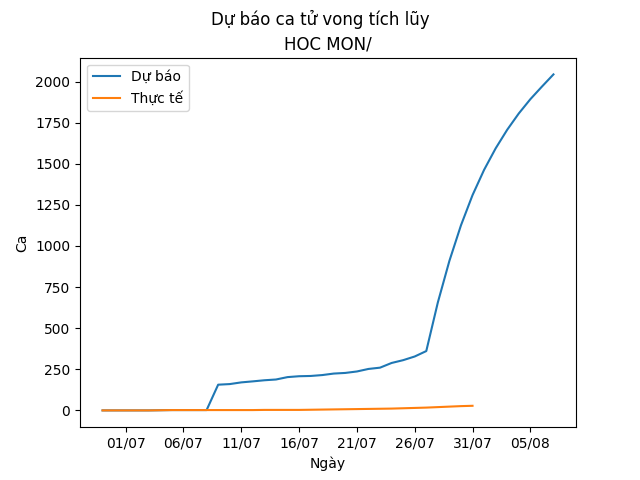 Dự báo ca tử vong tích lũy
HOC MON/
Dự báo
Thực tế
2000
1750
1500
1250
1000
750
500
250
0
Ca
01/07 06/07 11/07 16/07 21/07 26/07 31/07 05/08
Ngày